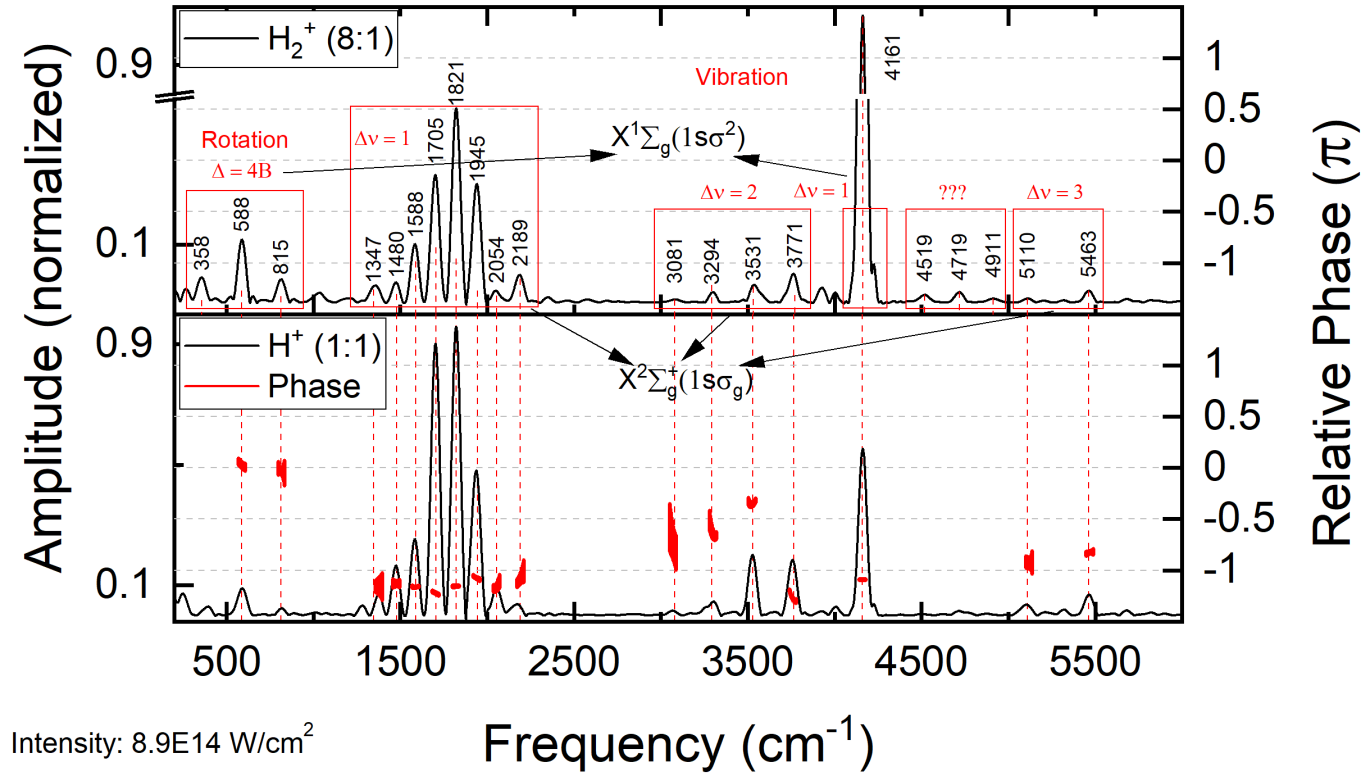 H₂⁺ (8:1)
Rotation
Δ = 4B
Δν = 1
Vibration
X¹Σg(1sσ²)
Δν = 2
Δν = 1
???
Δν = 3
358
588
815
1347
1480
1588
1705
1821
1945
2054
2189
3081
3294
3531
3771
4161
4519
4719
4911
5110
5463
0.9
0.1
1
0.5
0
-0.5
-1
H⁺ (1:1)
Phase
X²Σg⁺(1sσg)
0.9
0.1
1
0.5
0
-0.5
-1
Amplitude (normalized)
Relative Phase (π)
500
1500
2500
3500
4500
5500
Frequency (cm⁻¹)
Intensity: 8.9E14 W/cm²